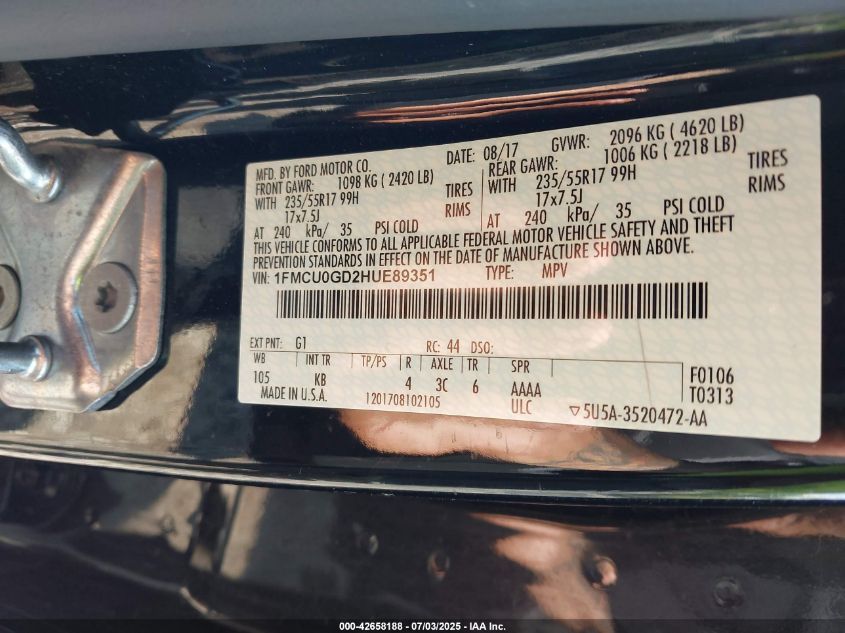 MFD. BY FORD MOTOR CO. DATE: 08/17 GVWR: 2096 KG ( 4620 LB)
FRONT GAWR: 1098 KG ( 2420 LB) REAR GAWR: 1006 KG ( 2218 LB)
WITH 235/55R17 99H TIRES WITH 235/55R17 99H TIRES
17x7.5J RIMS 17x7.5J RIMS
AT 240 kPa/ 35 PSI COLD AT 240 kPa/ 35 PSI COLD
THIS VEHICLE CONFORMS TO ALL APPLICABLE FEDERAL MOTOR VEHICLE SAFETY AND THEFT
PREVENTION STANDARDS IN EFFECT ON THE DATE OF MANUFACTURE SHOWN ABOVE.
VIN: 1FMCU0GD2HUE89351 TYPE: MPV
EXT PNT: G1 RC: 44 DSO:
WB INT TR TP/PS R AXLE TR SPR F0106
105 KB 4 3C 6 AAAA T0313
MADE IN U.S.A. 1201708102105 ULC ▽5U5A-3520472-AA
000-42658188 - 07/03/2025 - IAA Inc.